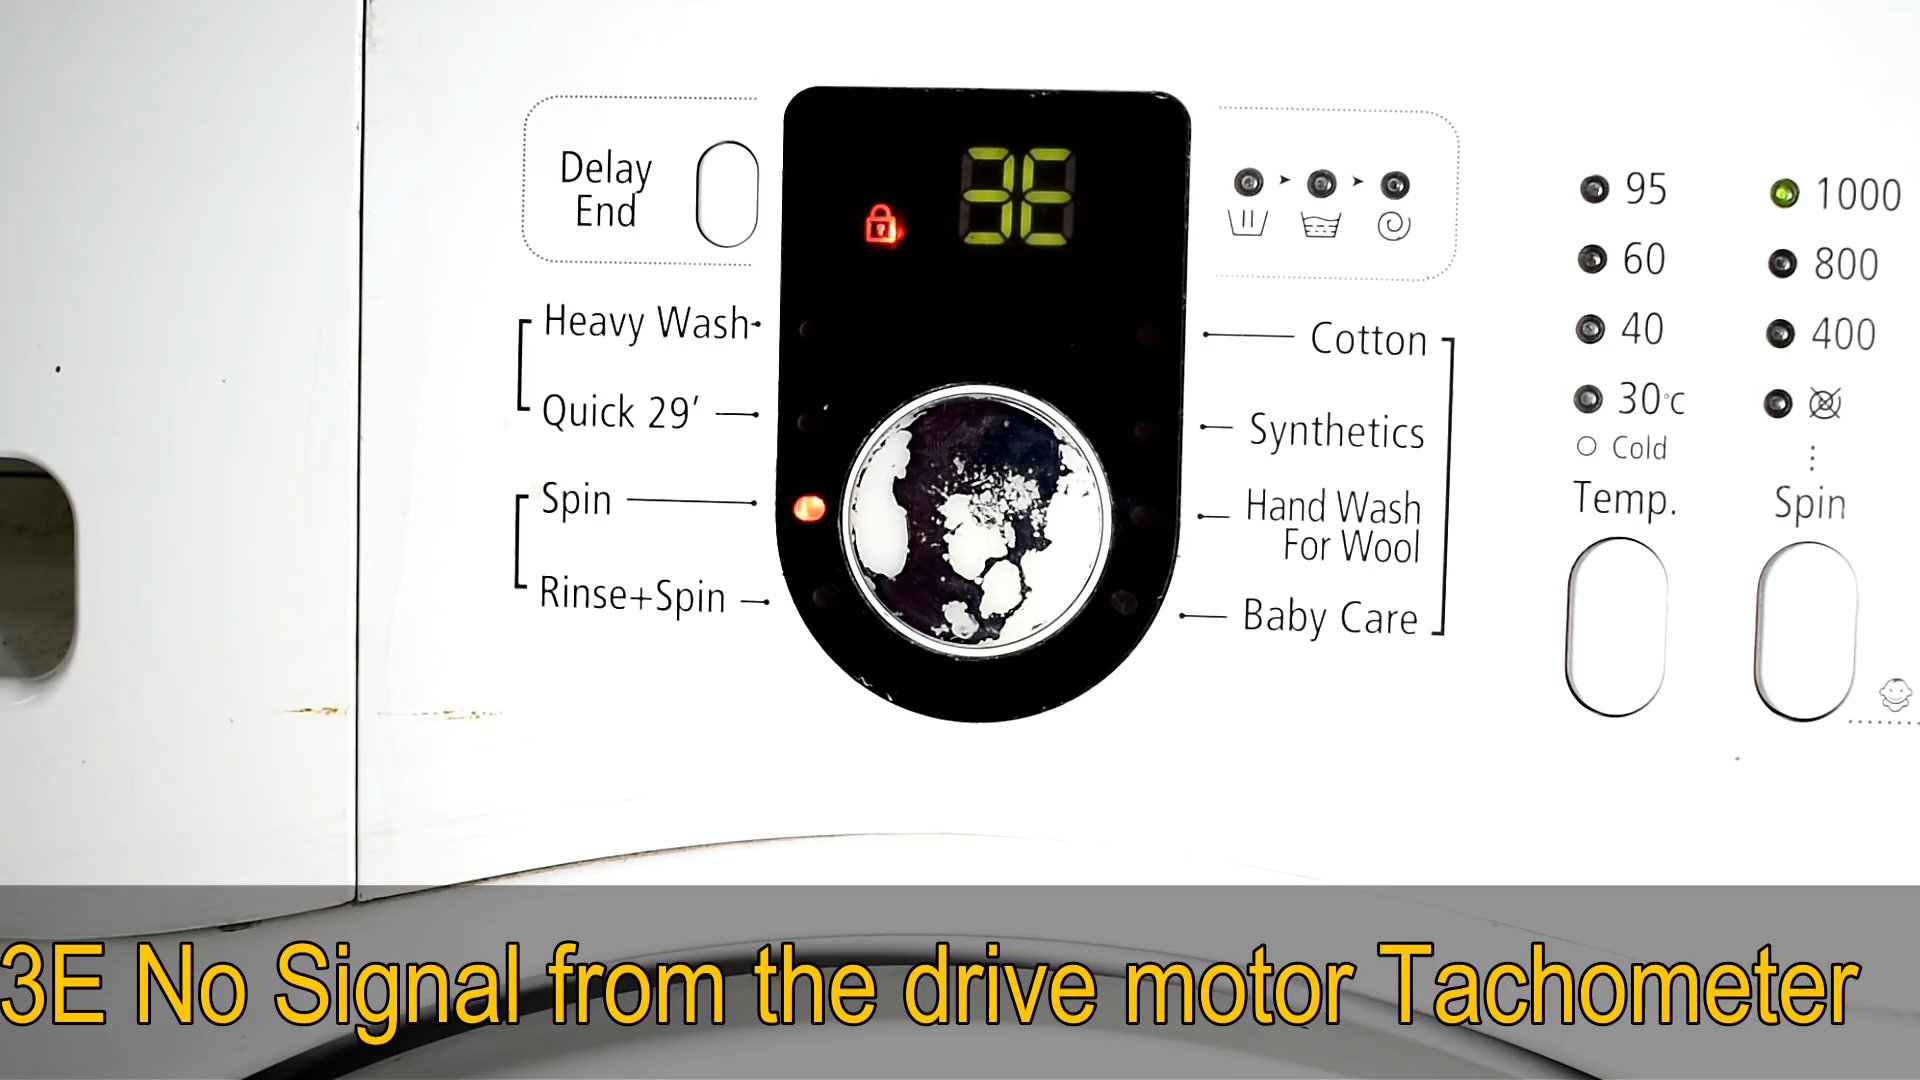 Delay
End
3E
Heavy Wash
Quick 29’
Spin
Rinse+Spin
Cotton
Synthetics
Hand Wash
For Wool
Baby Care
95
60
40
30°C
Cold
Temp.
1000
800
400
Spin
3E No Signal from the drive motor Tachometer